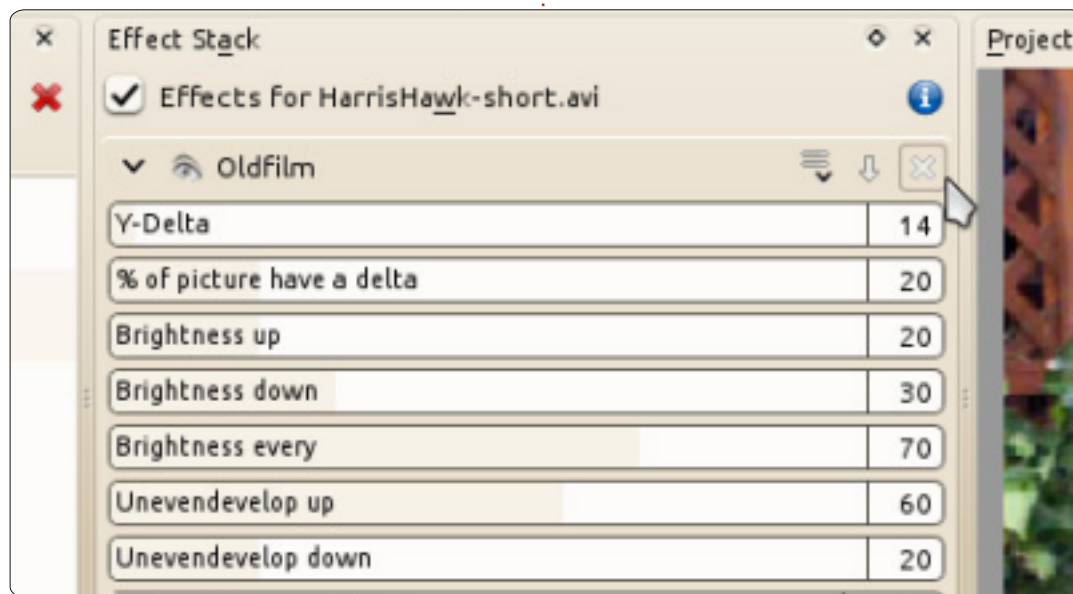 Effect Stack
Project
Effects for HarrisHawk-short.avi
Oldfilm
Y-Delta 14
% of picture have a delta 20
Brightness up 20
Brightness down 30
Brightness every 70
Unevendevelop up 60
Unevendevelop down 20